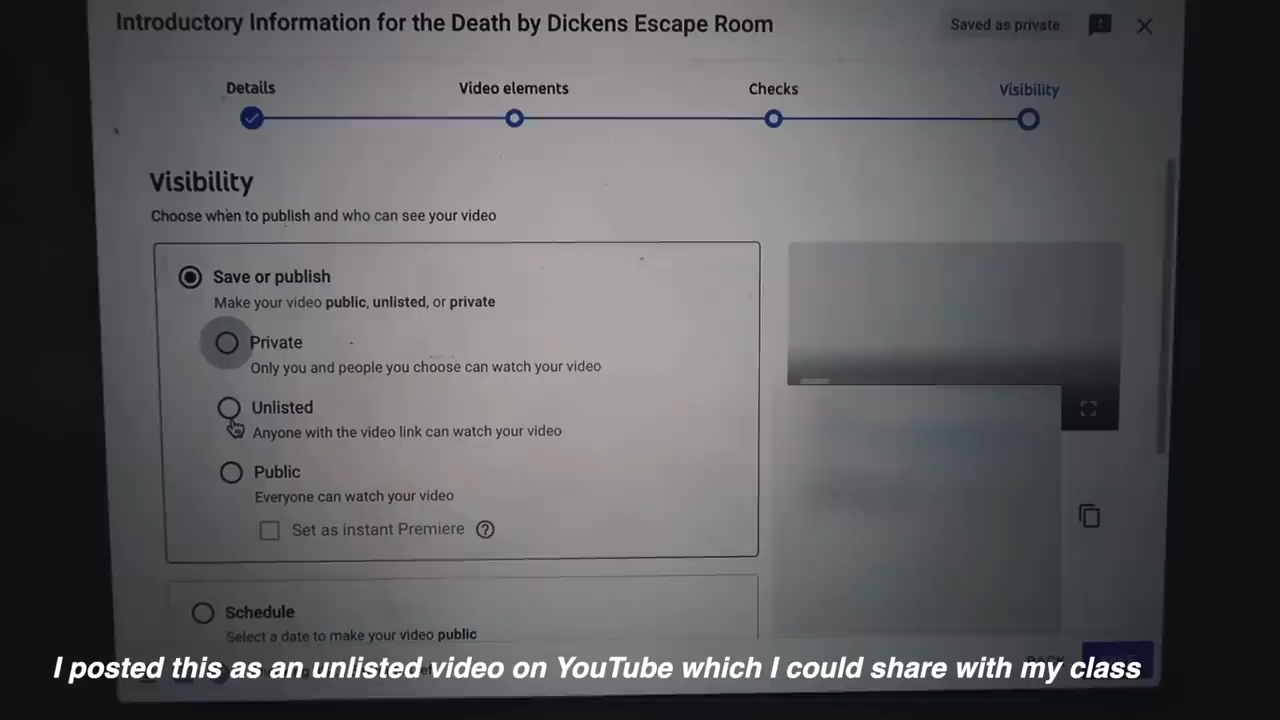 Introductory Information for the Death by Dickens Escape Room
Saved as private
Details
Video elements
Checks
Visibility
Visibility
Choose when to publish and who can see your video
Save or publish
Make your video public, unlisted, or private
Private
Only you and people you choose can watch your video
Unlisted
Anyone with the video link can watch your video
Public
Everyone can watch your video
Set as instant Premiere
Schedule
Select a date to make your video public
I posted this as an unlisted video on YouTube which I could share with my class